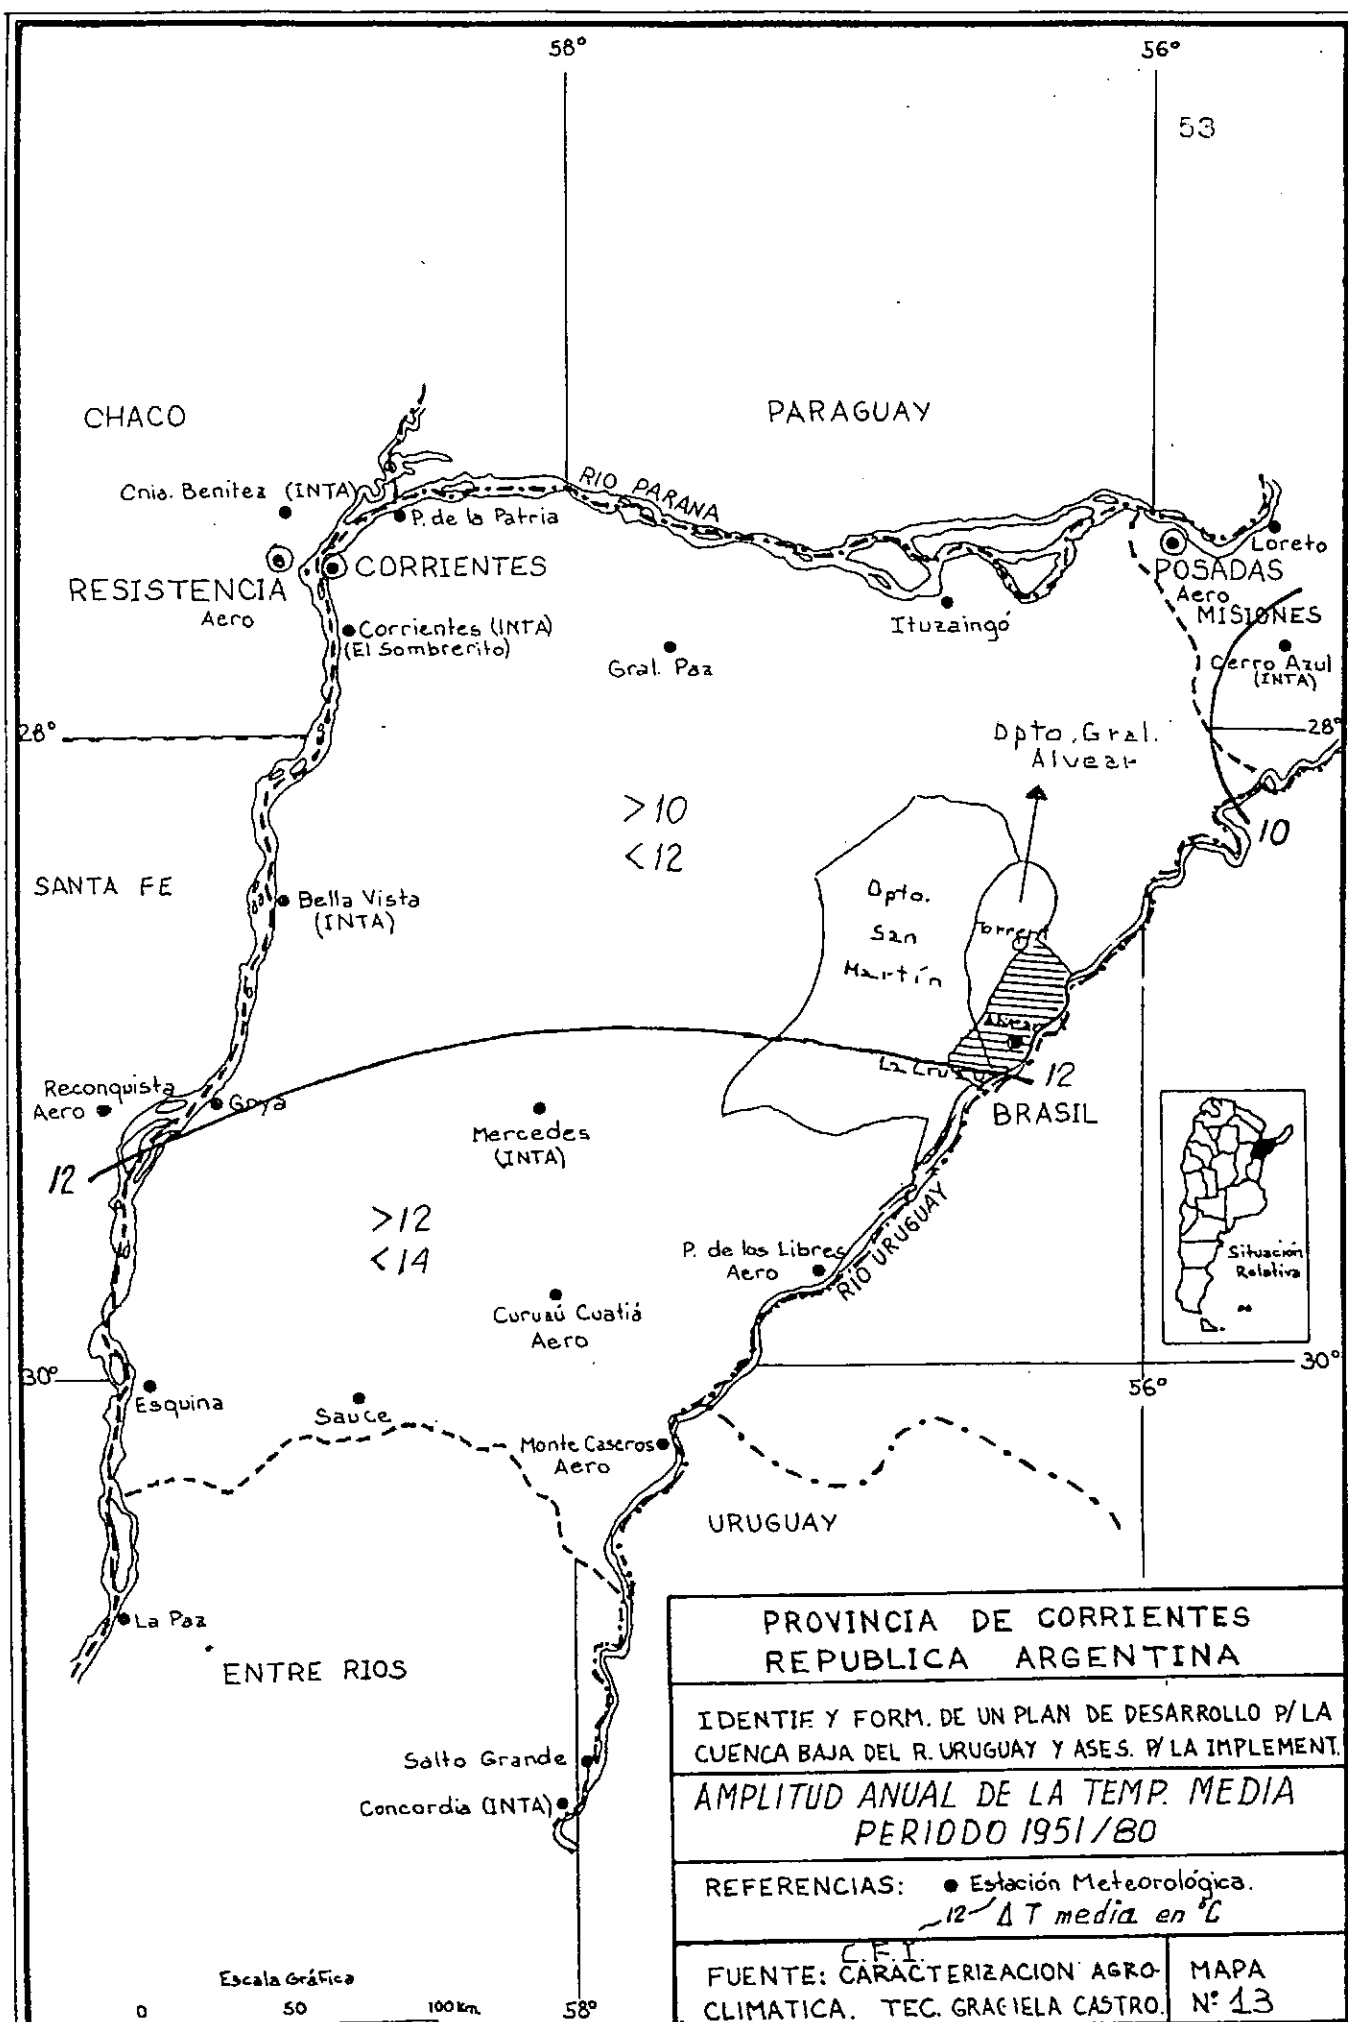 58°
56°
53
CHACO
PARAGUAY
Cnia. Benitez (INTA)
P. de la Patria
RIO PARANA
Loreto
CORRIENTES
RESISTENCIA
Aero
POSADAS
Aero
MISIONES
Corrientes (INTA)
(El Sombrerito)
Ituzaingó
Gral. Paz
Cerro Azul
(INTA)
28°
28°
Dpto. Gral.
Alvear
>10
<12
10
SANTA FE
Bella Vista
(INTA)
Dpto.
San
Martín
Torrent
Alvear
La Cruz
12
BRASIL
Reconquista
Aero
Goya
Mercedes
(INTA)
12
>12
<14
P. de los Libres
Aero
RÍO URUGUAY
Situación
Relativa
Curuzú Cuatiá
Aero
30°
30°
56°
Esquina
Sauce
Monte Caseros
Aero
URUGUAY
La Paz
ENTRE RIOS
Salto Grande
Concordia (INTA)
58°
Escala Gráfica
0 50 100 km.
PROVINCIA DE CORRIENTES
REPUBLICA ARGENTINA
IDENTIF. Y FORM. DE UN PLAN DE DESARROLLO P/ LA
CUENCA BAJA DEL R. URUGUAY Y ASES. P/ LA IMPLEMENT.
AMPLITUD ANUAL DE LA TEMP. MEDIA
PERIODO 1951/80
REFERENCIAS: ● Estación Meteorológica.
12 Δ T media en °C
C.F.I.
FUENTE: CARACTERIZACION AGRO-
CLIMATICA. TEC. GRACIELA CASTRO.
MAPA
N° 13